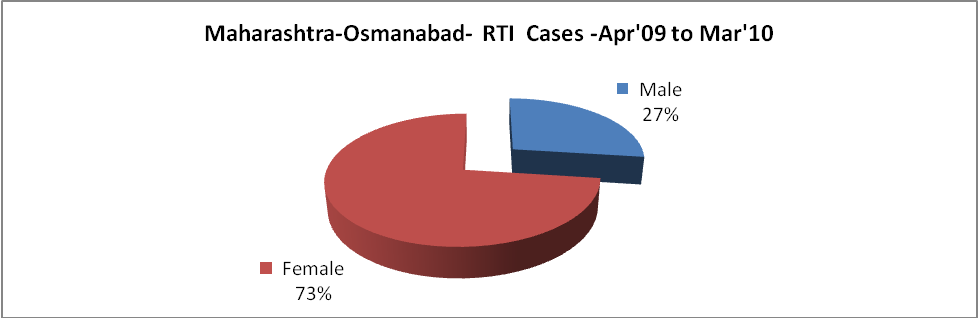 Maharashtra-Osmanabad- RTI Cases -Apr'09 to Mar'10
Male
27%
Female
73%